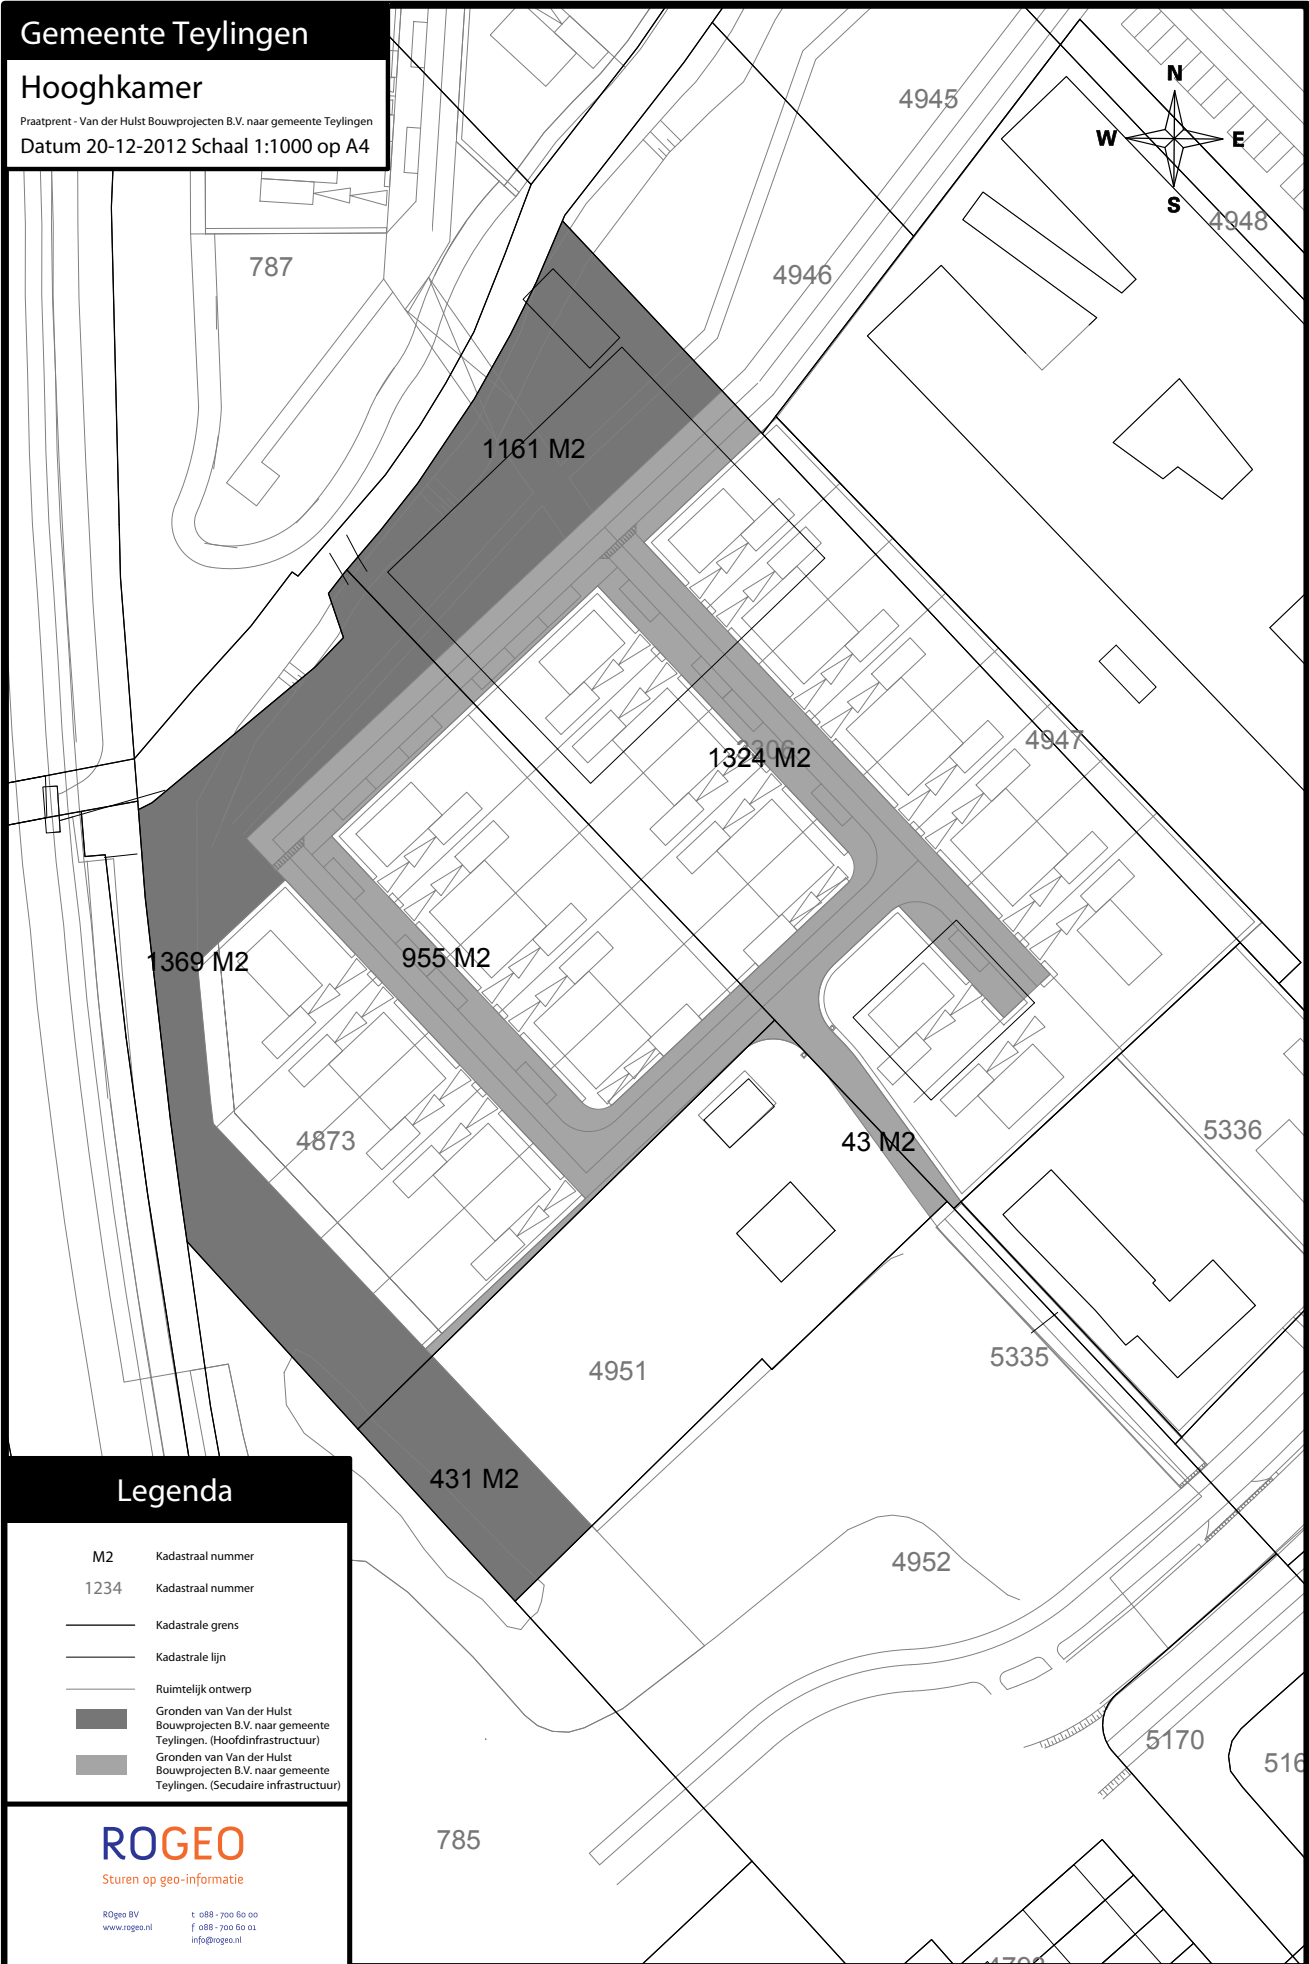 Gemeente Teylingen
Hooghkamer
Praatprent - Van der Hulst Bouwprojecten B.V. naar gemeente Teylingen
Datum 20-12-2012 Schaal 1:1000 op A4
N
W
E
S
4945
4948
787
4946
1161 M2
4947
1324 M2
955 M2
1369 M2
4873
43 M2
5336
4951
5335
431 M2
4952
5170
516
785
Legenda
M2 Kadastraal nummer
1234 Kadastraal nummer
Kadastrale grens
Kadastrale lijn
Ruimtelijk ontwerp
Gronden van Van der Hulst
Bouwprojecten B.V. naar gemeente
Teylingen. (Hoofdinfrastructuur)
Gronden van Van der Hulst
Bouwprojecten B.V. naar gemeente
Teylingen. (Secudaire infrastructuur)
ROGEO
Sturen op geo-informatie
ROgeo BV t 088 - 700 60 00
www.rogeo.nl f 088 - 700 60 01
info@rogeo.nl